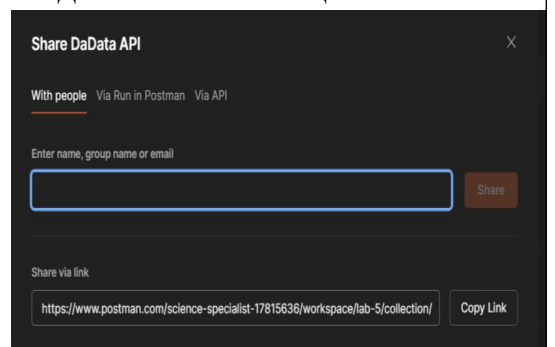 Share DaData API
With people Via Run in Postman Via API
Enter name, group name or email
Share
Share via link
https://www.postman.com/science-specialist-17815636/workspace/lab-5/collection/ Copy Link